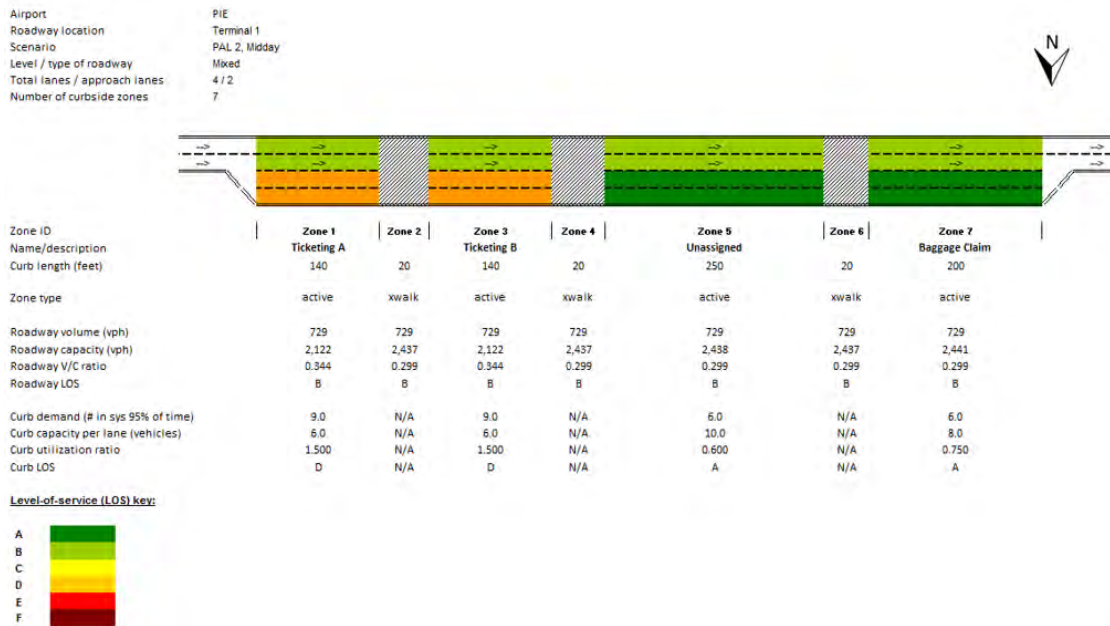 Airport PIE
Roadway location Terminal 1
Scenario PAL 2, Midday
Level / type of roadway Mixed
Total lanes / approach lanes 4 / 2
Number of curbside zones 7
N
Zone ID Zone 1 Zone 2 Zone 3 Zone 4 Zone 5 Zone 6 Zone 7
Name/description Ticketing A Ticketing B Unassigned Baggage Claim
Curb length (feet) 140 20 140 20 250 20 200
Zone type active xwalk active xwalk active xwalk active
Roadway volume (vph) 729 729 729 729 729 729 729
Roadway capacity (vph) 2,122 2,437 2,122 2,437 2,438 2,437 2,441
Roadway V/C ratio 0.344 0.299 0.344 0.299 0.299 0.299 0.299
Roadway LOS B B B B B B B
Curb demand (# in sys 95% of time) 9.0 N/A 9.0 N/A 6.0 N/A 6.0
Curb capacity per lane (vehicles) 6.0 N/A 6.0 N/A 10.0 N/A 8.0
Curb utilization ratio 1.500 N/A 1.500 N/A 0.600 N/A 0.750
Curb LOS D N/A D N/A A N/A A
Level-of-service (LOS) key:
A
B
C
D
E
F